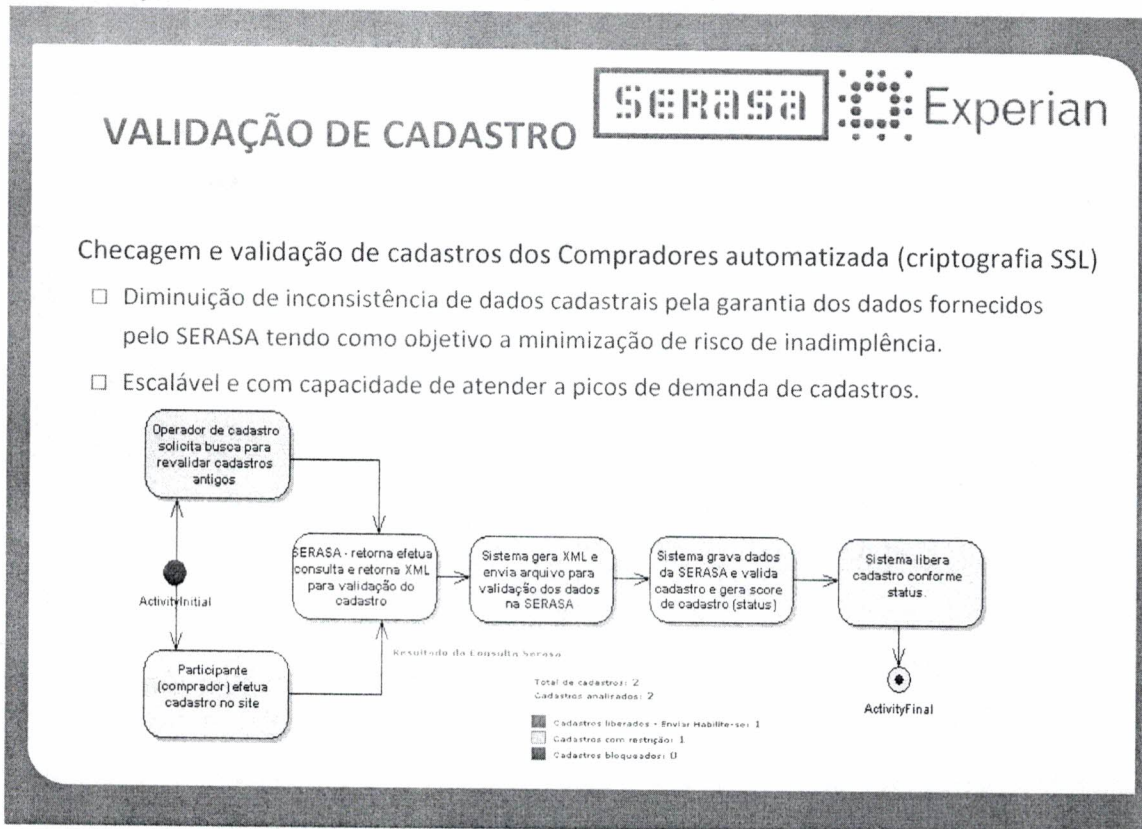 VALIDAÇÃO DE CADASTRO
SERASA Experian
Checagem e validação de cadastros dos Compradores automatizada (criptografia SSL)
□ Diminuição de inconsistência de dados cadastrais pela garantia dos dados fornecidos
pelo SERASA tendo como objetivo a minimização de risco de inadimplência.
□ Escalável e com capacidade de atender a picos de demanda de cadastros.
Operador de cadastro
solicita busca para
revalidar cadastros
antigos
ActivityInitial
Participante
(comprador) efetua
cadastro no site
SERASA - retorna efetua
consulta e retorna XML
para validação do
cadastro
Sistema gera XML e
envia arquivo para
validação dos dados
na SERASA
Sistema grava dados
da SERASA e valida
cadastro e gera score
de cadastro (status)
Sistema libera
cadastro conforme
status.
ActivityFinal
Resultado da Consulta Serasa
Total de cadastros: 2
Cadastros analizados: 2
Cadastros liberados - Enviar Habilite-se: 1
Cadastros com restrição: 1
Cadastros bloqueados: 0